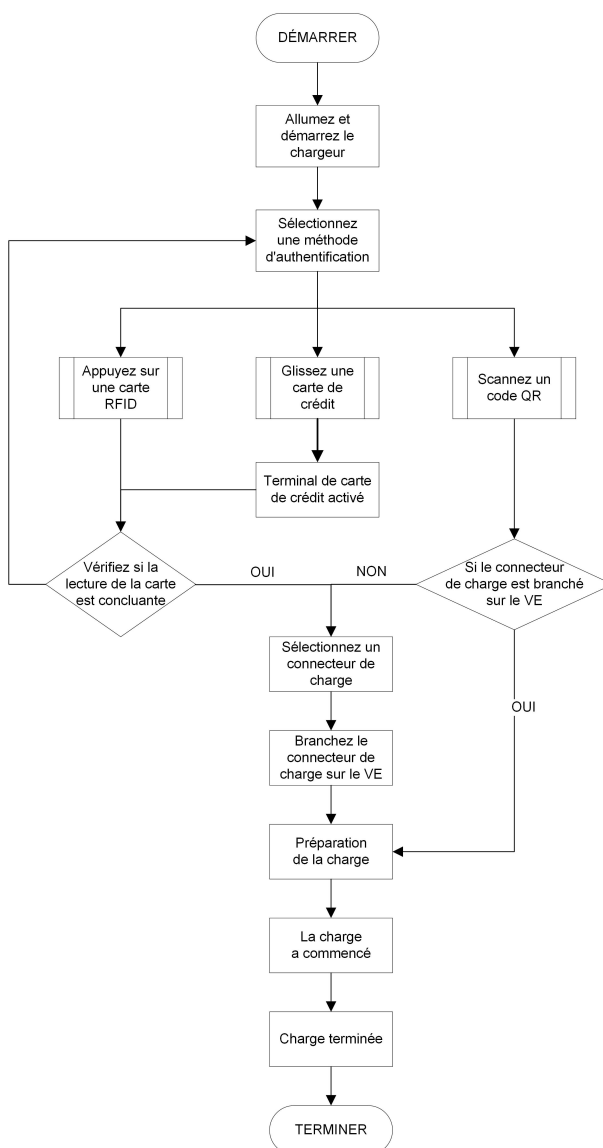 DÉMARRER
Allumez et
démarrez le
chargeur
Sélectionnez
une méthode
d'authentification
Appuyez sur
une carte
RFID
Glissez une
carte de
crédit
Scannez un
code QR
Terminal de carte
de crédit activé
Vérifiez si la
lecture de la carte
est concluante
OUI
NON
Si le connecteur
de charge est branché
sur le VE
Sélectionnez un
connecteur de
charge
OUI
Branchez le
connecteur de
charge sur le VE
Préparation
de la charge
La charge
a commencé
Charge terminée
TERMINER